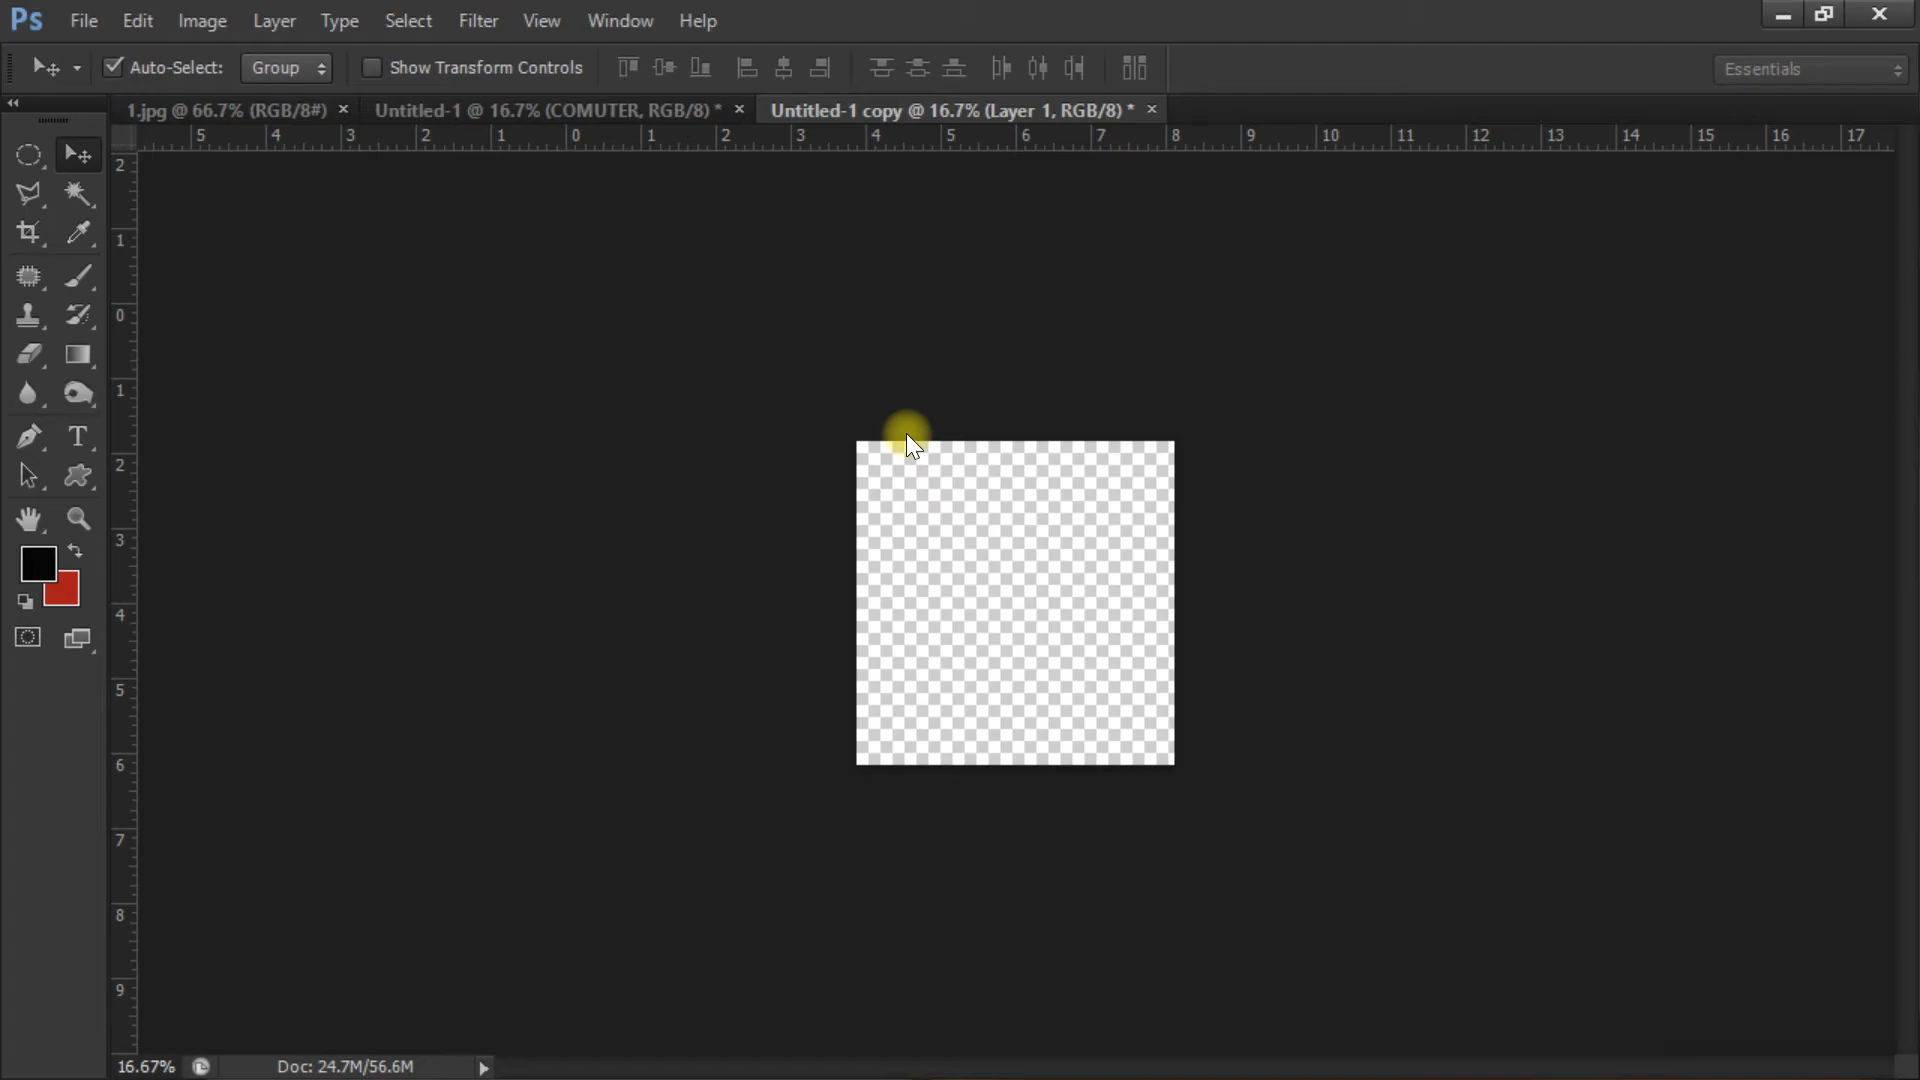 Ps File Edit Image Layer Type Select Filter View Window Help
Auto-Select: Group Show Transform Controls Essentials
1.jpg @ 66.7% (RGB/8#) × Untitled-1 @ 16.7% (COMUTER, RGB/8) * × Untitled-1 copy @ 16.7% (Layer 1, RGB/8) * ×
5 4 3 2 1 0 1 2 3 4 5 6 7 8 9 10 11 12 13 14 15 16 17
2
1
0
1
2
3
4
5
6
7
8
9
T
16.67% Doc: 24.7M/56.6M